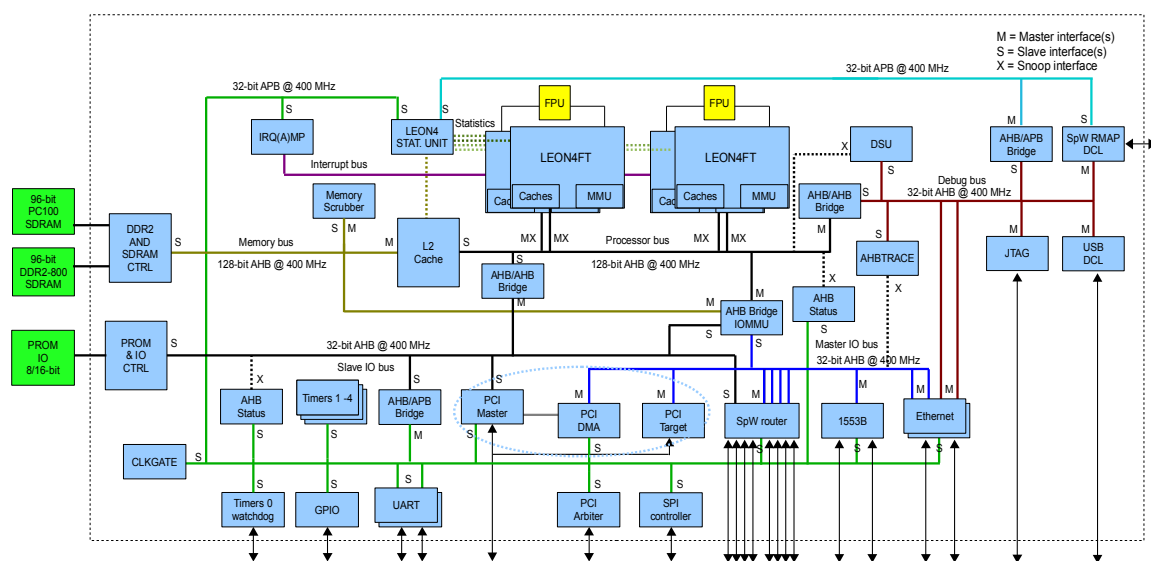 M = Master interface(s)
S = Slave interface(s)
X = Snoop interface
32-bit APB @ 400 MHz
32-bit APB @ 400 MHz
FPU
FPU
S
S
S
M
S
IRQ(A)MP
LEON4
STAT. UNIT
Statistics
LEON4FT
LEON4FT
X
DSU
AHB/APB
Bridge
SpW RMAP
DCL
Interrupt bus
S
S
M
Debug bus
32-bit AHB @ 400 MHz
Caches
MMU
Cac
Caches
MMU
Cac
AHB/AHB
Bridge
S
96-bit
PC100
SDRAM
Memory
Scrubber
S
M
M
S
M
M
DDR2
AND
SDRAM
CTRL
S
Memory bus
M
L2
Cache
S
MX
MX
Processor bus
MX
MX
AHBTRACE
JTAG
USB
DCL
96-bit
DDR2-800
SDRAM
128-bit AHB @ 400 MHz
S
AHB/AHB
Bridge
M
128-bit AHB @ 400 MHz
X
X
M
M
AHB Bridge
IOMMU
S
S
AHB
Status
S
PROM
IO
8/16-bit
PROM
& IO
CTRL
S
32-bit AHB @ 400 MHz
Slave IO bus
Master IO bus
32-bit AHB @ 400 MHz
X
S
S
M
M
S
M
M
M
M
AHB
Status
Timers 1 -4
AHB/APB
Bridge
PCI
Master
PCI
DMA
PCI
Target
SpW router
1553B
Ethernet
S
S
M
S
S
S
S
S
CLKGATE
S
S
S
S
S
S
S
Timers 0
watchdog
GPIO
UART
PCI
Arbiter
SPI
controller